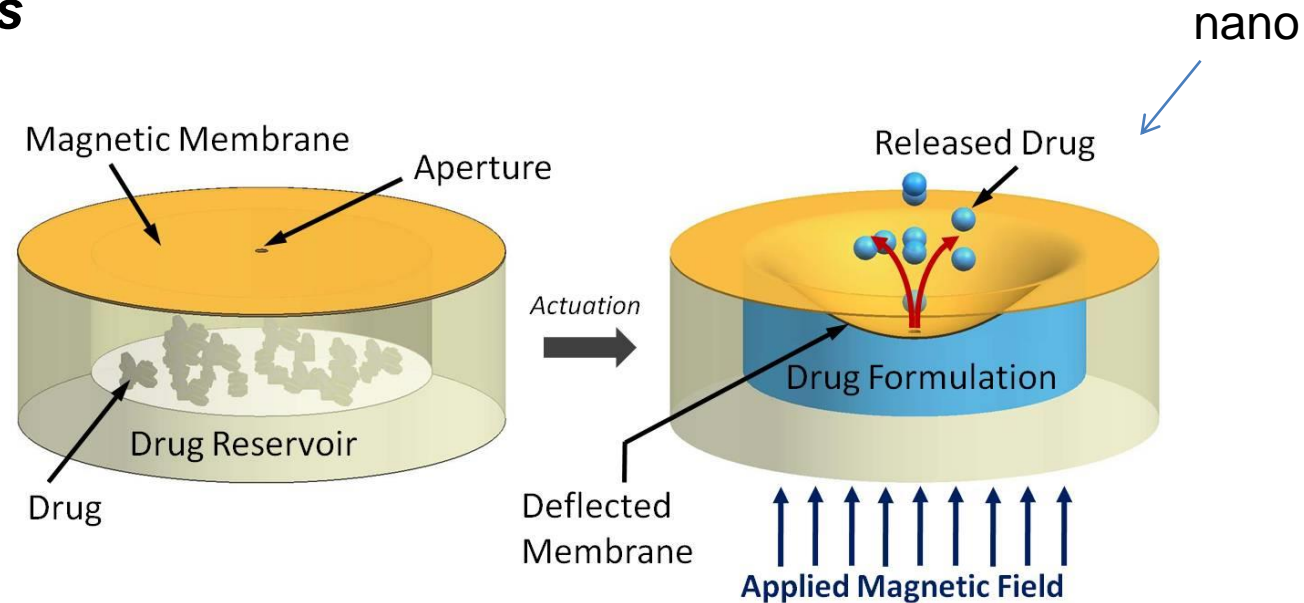 s
nano
Magnetic Membrane
Aperture
Released Drug
Actuation
Drug Formulation
Drug Reservoir
Drug
Deflected
Membrane
Applied Magnetic Field